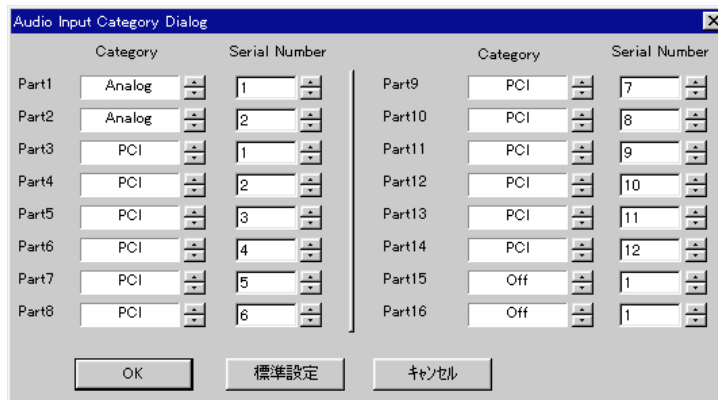 Audio Input Category Dialog
Category Serial Number Category Serial Number
Part1 Analog 1 Part9 PCI 7
Part2 Analog 2 Part10 PCI 8
Part3 PCI 1 Part11 PCI 9
Part4 PCI 2 Part12 PCI 10
Part5 PCI 3 Part13 PCI 11
Part6 PCI 4 Part14 PCI 12
Part7 PCI 5 Part15 Off 1
Part8 PCI 6 Part16 Off 1
OK 標準設定 キャンセル